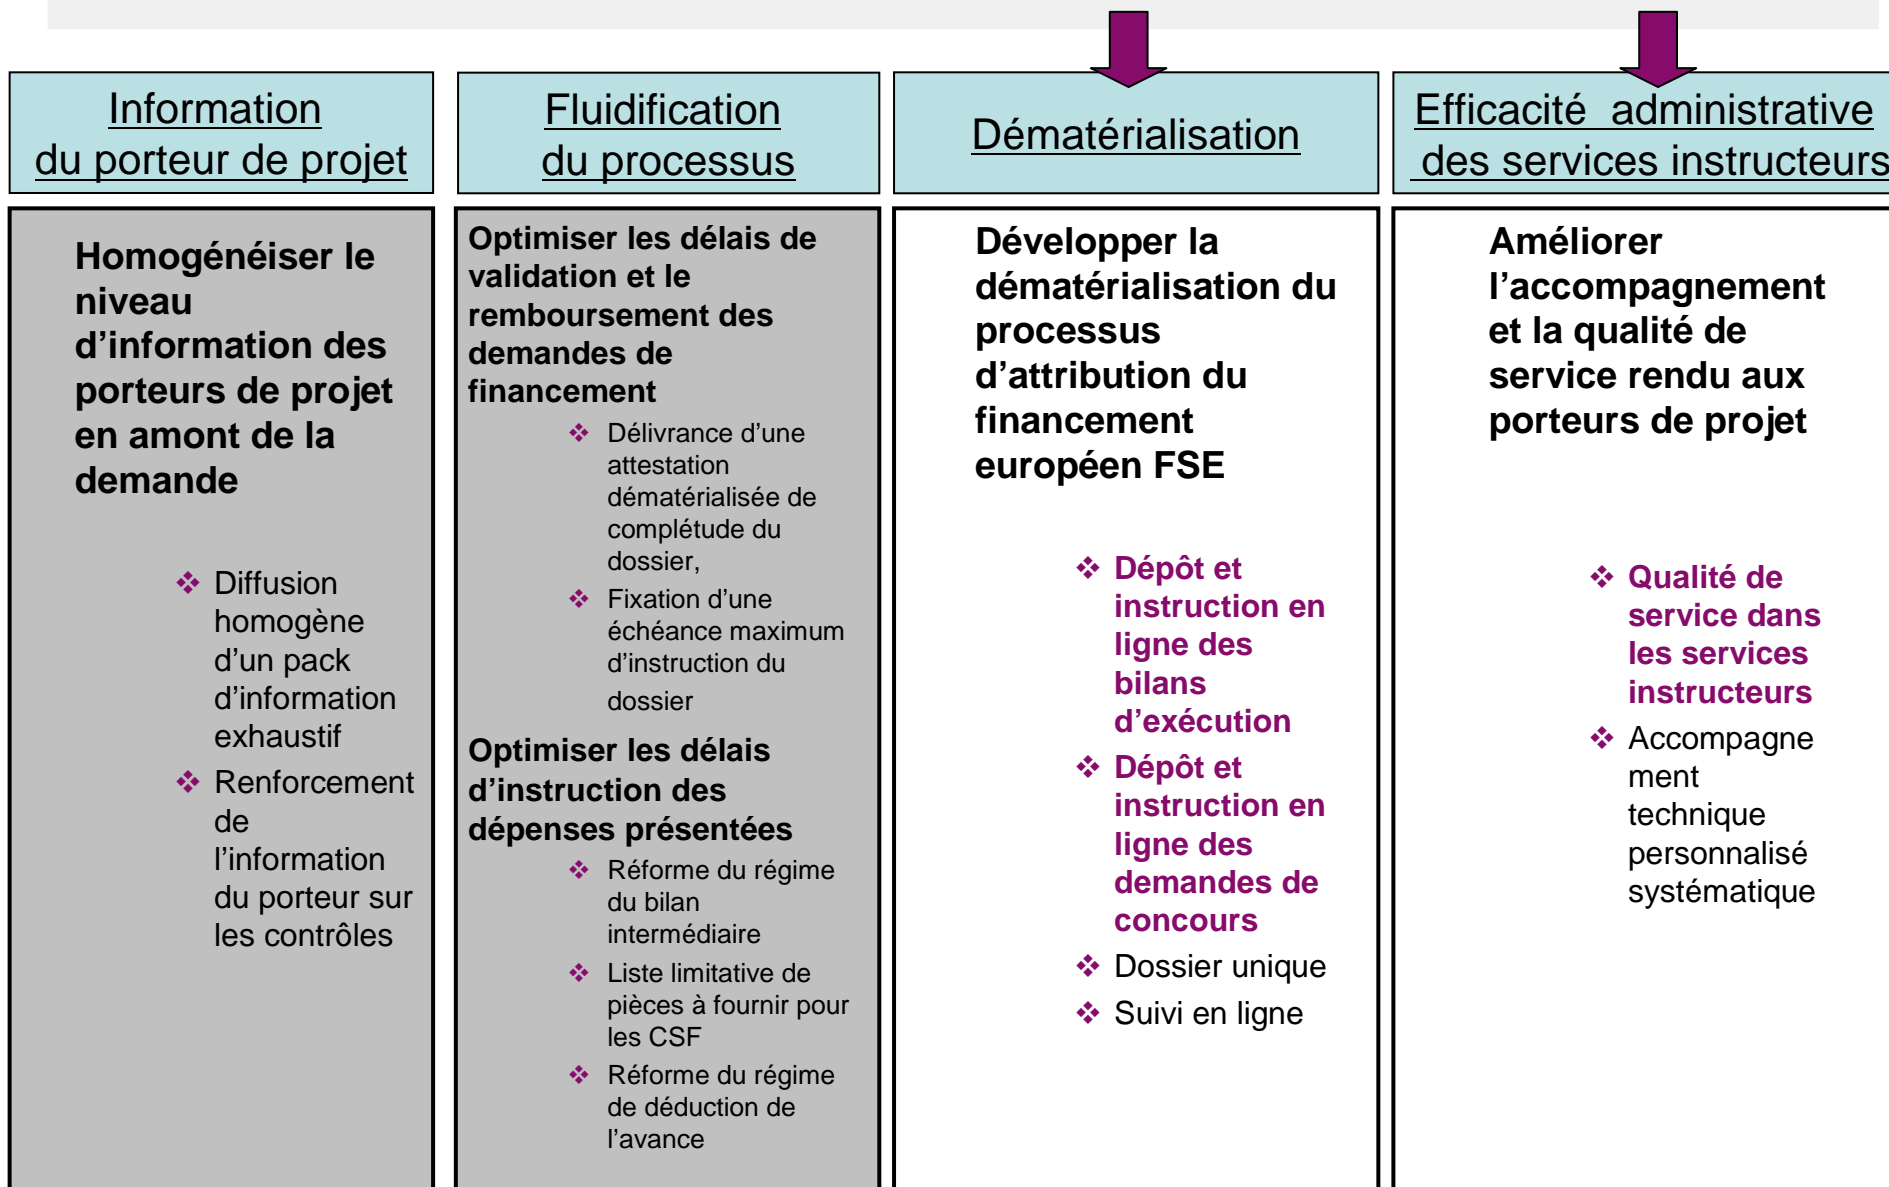 Information
du porteur de projet
Homogénéiser le
niveau
d’information des
porteurs de projet
en amont de la
demande
Diffusion
homogène
d’un pack
d’information
exhaustif
Renforcement
de
l’information
du porteur sur
les contrôles
Fluidification
du processus
Optimiser les délais de
validation et le
remboursement des
demandes de
financement
Délivrance d’une
attestation
dématérialisée de
complétude du
dossier,
Fixation d’une
échéance maximum
d’instruction du
dossier
Optimiser les délais
d’instruction des
dépenses présentées
Réforme du régime
du bilan
intermédiaire
Liste limitative de
pièces à fournir pour
les CSF
Réforme du régime
de déduction de
l’avance
Dématérialisation
Développer la
dématérialisation du
processus
d’attribution du
financement
européen FSE
Dépôt et
instruction en
ligne des
bilans
d’exécution
Dépôt et
instruction en
ligne des
demandes de
concours
Dossier unique
Suivi en ligne
Efficacité administrative
des services instructeurs
Améliorer
l’accompagnement
et la qualité de
service rendu aux
porteurs de projet
Qualité de
service dans
les services
instructeurs
Accompagne
ment
technique
personnalisé
systématique